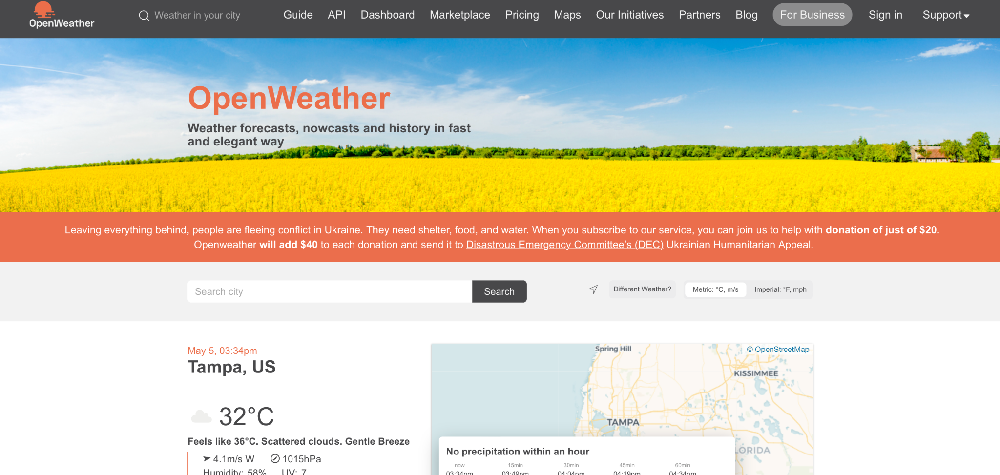 OpenWeather
Weather in your city
Guide API Dashboard Marketplace Pricing Maps Our Initiatives Partners Blog For Business Sign in Support
OpenWeather
Weather forecasts, nowcasts and history in fast
and elegant way
Leaving everything behind, people are fleeing conflict in Ukraine. They need shelter, food, and water. When you subscribe to our service, you can join us to help with donation of just of $20.
Openweather will add $40 to each donation and send it to Disastrous Emergency Committee's (DEC) Ukrainian Humanitarian Appeal.
Search city
Search
Different Weather?
Metric: °C, m/s
Imperial: °F, mph
May 5, 03:34pm
Tampa, US
32°C
Feels like 36°C. Scattered clouds. Gentle Breeze
4.1m/s W 1015hPa
Humidity: 58% UV: 7
Spring Hill
© OpenStreetMap
KISSIMMEE
TAMPA
LORIDA
No precipitation within an hour
now 15min 30min 45min 60min
03:34pm 03:49pm 04:04pm 04:19pm 04:34pm